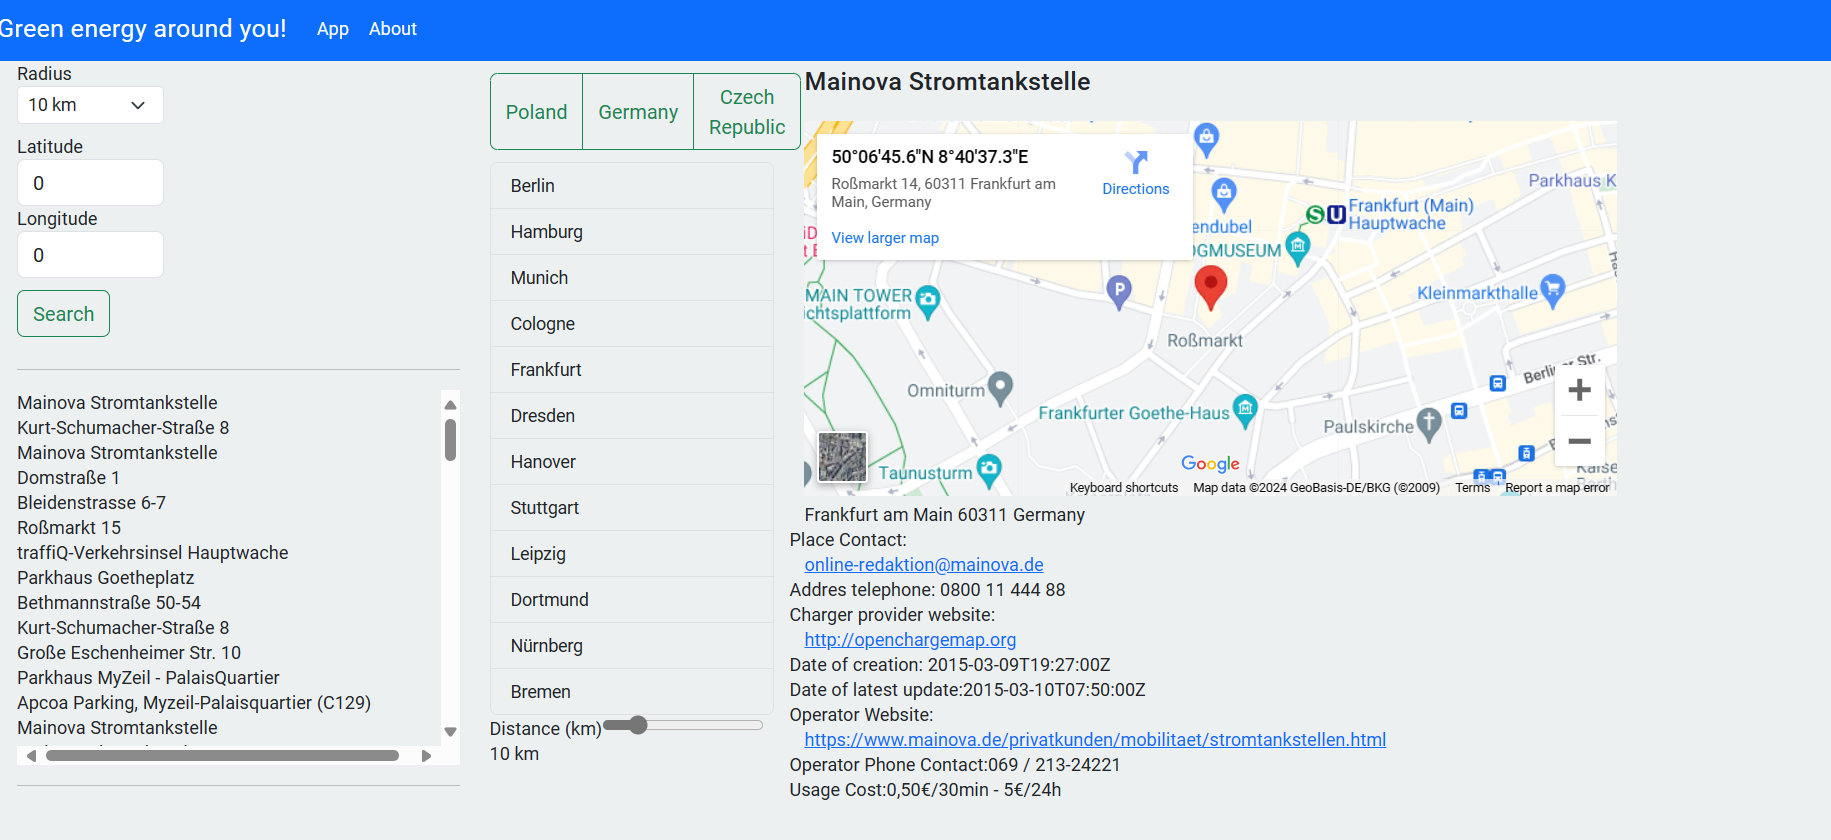 Green energy around you! App About
Radius
10 km
Latitude
0
Longitude
0
Search
Mainova Stromtankstelle
Kurt-Schumacher-Straße 8
Mainova Stromtankstelle
Domstraße 1
Bleidenstrasse 6-7
Roßmarkt 15
traffiQ-Verkehrsinsel Hauptwache
Parkhaus Goetheplatz
Bethmannstraße 50-54
Kurt-Schumacher-Straße 8
Große Eschenheimer Str. 10
Parkhaus MyZeil - PalaisQuartier
Apcoa Parking, Myzeil-Palaisquartier (C129)
Mainova Stromtankstelle
Poland
Germany
Czech
Republic
Berlin
Hamburg
Munich
Cologne
Frankfurt
Dresden
Hanover
Stuttgart
Leipzig
Dortmund
Nürnberg
Bremen
Distance (km)
10 km
Mainova Stromtankstelle
50°06'45.6"N 8°40'37.3"E
Roßmarkt 14, 60311 Frankfurt am
Main, Germany
View larger map
Directions
Parkhaus K
Frankfurt (Main)
Hauptwache
S U
endubel
OGMUSEUM
MAIN TOWER
ichtsplattform
P
Kleinmarkthalle
Roßmarkt
Omniturm
Frankfurter Goethe-Haus
Paulskirche
Berliner Str.
Taunusturm
Google
Keyboard shortcuts Map data ©2024 GeoBasis-DE/BKG (©2009) Terms Report a map error
Frankfurt am Main 60311 Germany
Place Contact:
online-redaktion@mainova.de
Addres telephone: 0800 11 444 88
Charger provider website:
http://openchargemap.org
Date of creation: 2015-03-09T19:27:00Z
Date of latest update:2015-03-10T07:50:00Z
Operator Website:
https://www.mainova.de/privatkunden/mobilitaet/stromtankstellen.html
Operator Phone Contact:069 / 213-24221
Usage Cost:0,50€/30min - 5€/24h